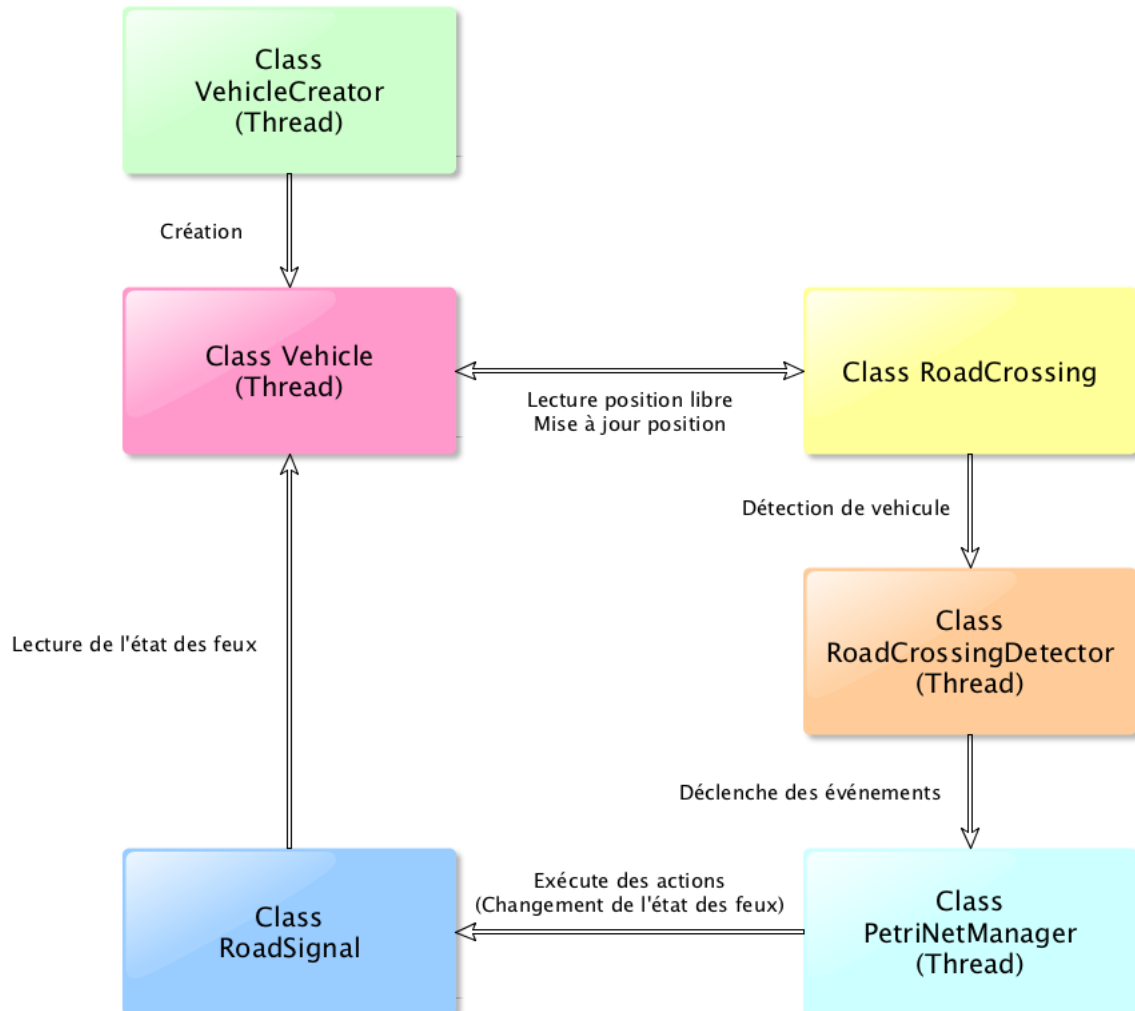 Class
VehicleCreator
(Thread)
Création
Class Vehicle
(Thread)
Lecture position libre
Mise à jour position
Class RoadCrossing
Détection de vehicule
Class
RoadCrossingDetector
(Thread)
Lecture de l'état des feux
Déclenche des événements
Class
RoadSignal
Exécute des actions
(Changement de l'état des feux)
Class
PetriNetManager
(Thread)